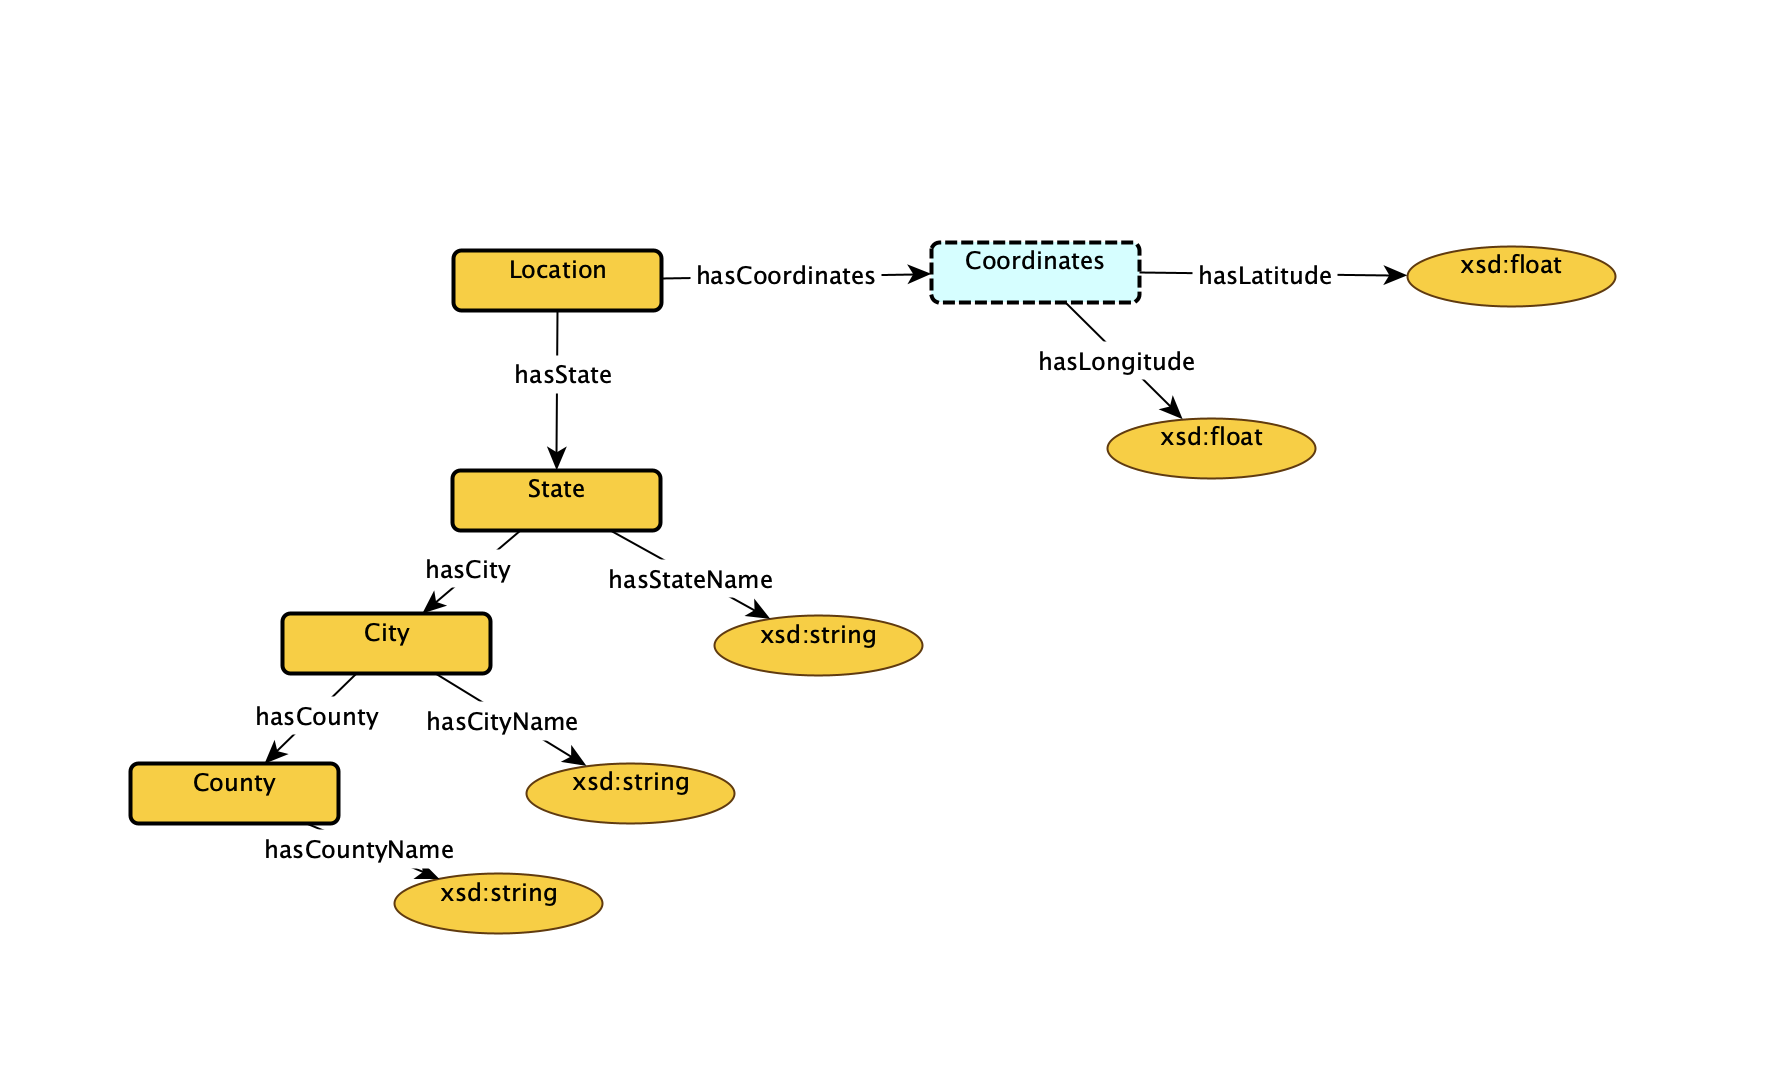 Location
hasCoordinates
Coordinates
hasLatitude
xsd:float
hasLongitude
xsd:float
hasState
State
hasCity
hasStateName
City
xsd:string
hasCounty
hasCityName
County
xsd:string
hasCountyName
xsd:string